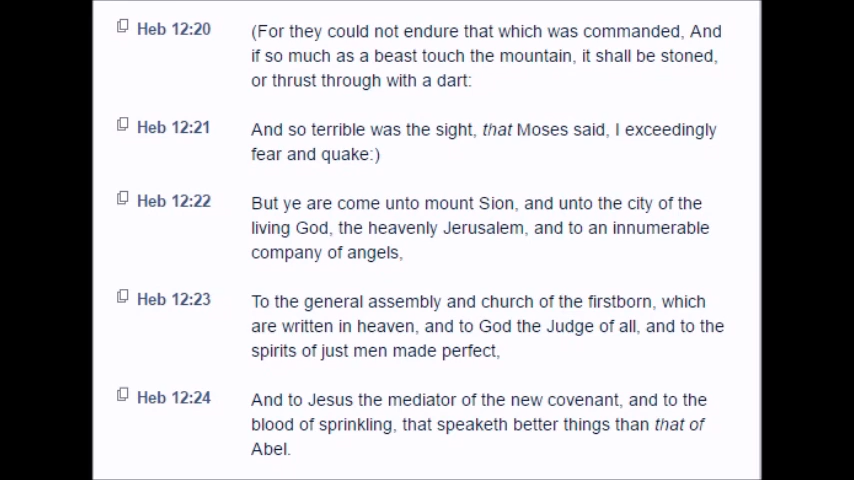 Heb 12:20 (For they could not endure that which was commanded, And
if so much as a beast touch the mountain, it shall be stoned,
or thrust through with a dart:
Heb 12:21 And so terrible was the sight, that Moses said, I exceedingly
fear and quake:)
Heb 12:22 But ye are come unto mount Sion, and unto the city of the
living God, the heavenly Jerusalem, and to an innumerable
company of angels,
Heb 12:23 To the general assembly and church of the firstborn, which
are written in heaven, and to God the Judge of all, and to the
spirits of just men made perfect,
Heb 12:24 And to Jesus the mediator of the new covenant, and to the
blood of sprinkling, that speaketh better things than that of
Abel.